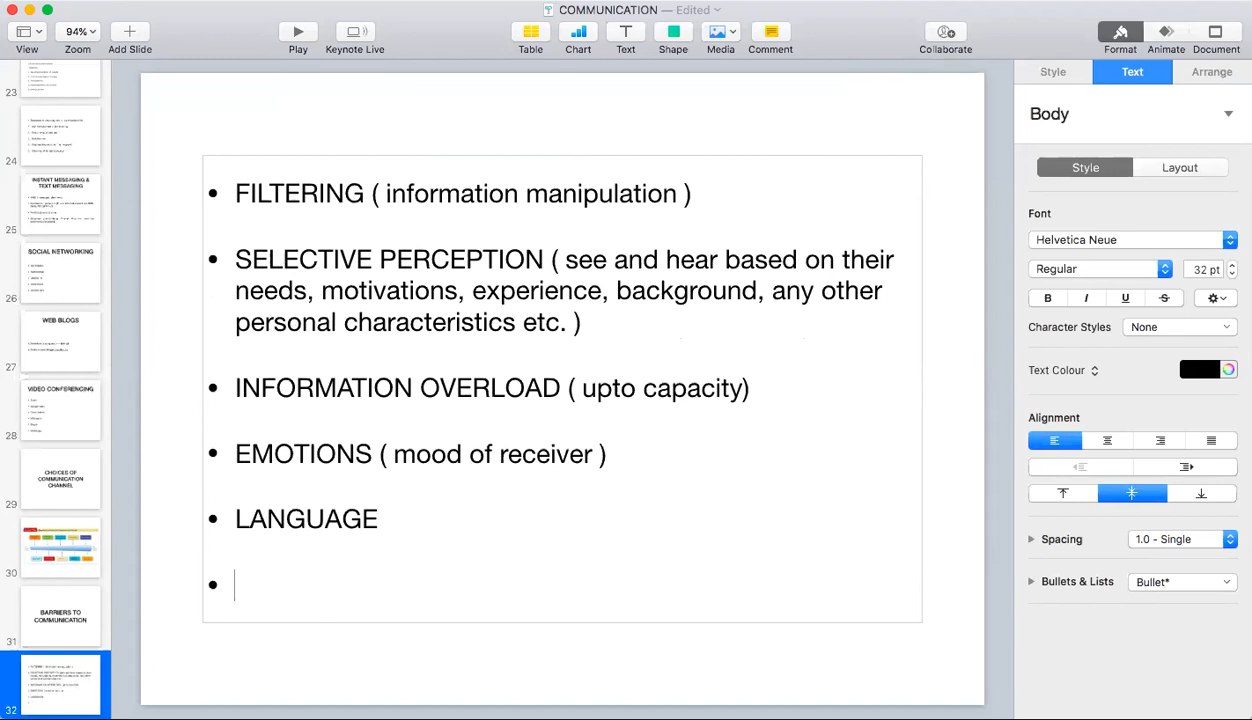 COMMUNICATION — Edited
94%
View
Zoom
Add Slide
Play
Keynote Live
Table
Chart
Text
Shape
Media
Comment
Collaborate
Format
Animate
Document
23
24
INSTANT MESSAGING &
TEXT MESSAGING
25
SOCIAL NETWORKING
26
WEB BLOGS
27
VIDEO CONFERENCING
28
CHOICES OF
COMMUNICATION
CHANNEL
29
30
BARRIERS TO
COMMUNICATION
31
32
• FILTERING ( information manipulation )
• SELECTIVE PERCEPTION ( see and hear based on their
needs, motivations, experience, background, any other
personal characteristics etc. )
• INFORMATION OVERLOAD ( upto capacity)
• EMOTIONS ( mood of receiver )
• LANGUAGE
•
Style
Text
Arrange
Body
Style
Layout
Font
Helvetica Neue
Regular
32 pt
B I U S
Character Styles
None
Text Colour
Alignment
Spacing
1.0 - Single
Bullets & Lists
Bullet*